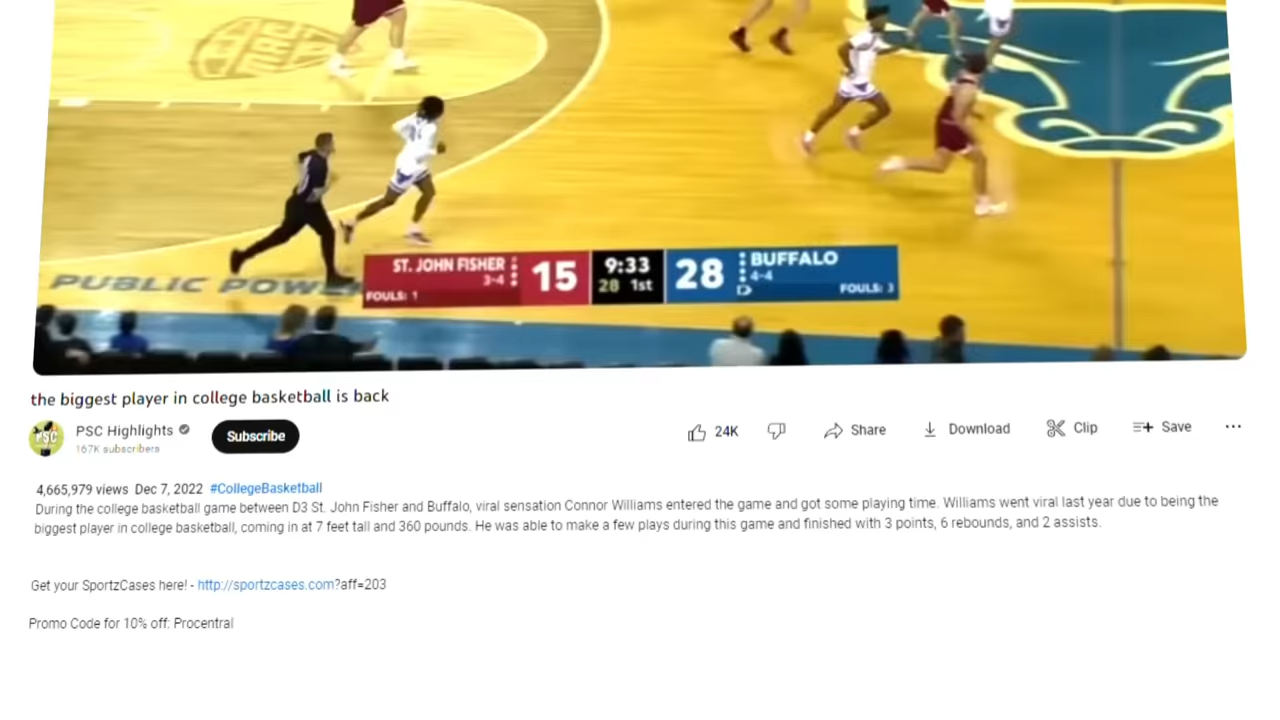 PUBLIC POWE
ST. JOHN FISHER
3-4
FOULS: 1
15
9:33
28 1st
28
BUFFALO
4-4
FOULS: 3
the biggest player in college basketball is back
PSC Highlights
167K subscribers
Subscribe
24K
Share
Download
Clip
Save
PSC
4,665,979 views Dec 7, 2022 #CollegeBasketball
During the college basketball game between D3 St. John Fisher and Buffalo, viral sensation Connor Williams entered the game and got some playing time. Williams went viral last year due to being the
biggest player in college basketball, coming in at 7 feet tall and 360 pounds. He was able to make a few plays during this game and finished with 3 points, 6 rebounds, and 2 assists.
Get your SportzCases here! - http://sportzcases.com?aff=203
Promo Code for 10% off: Procentral